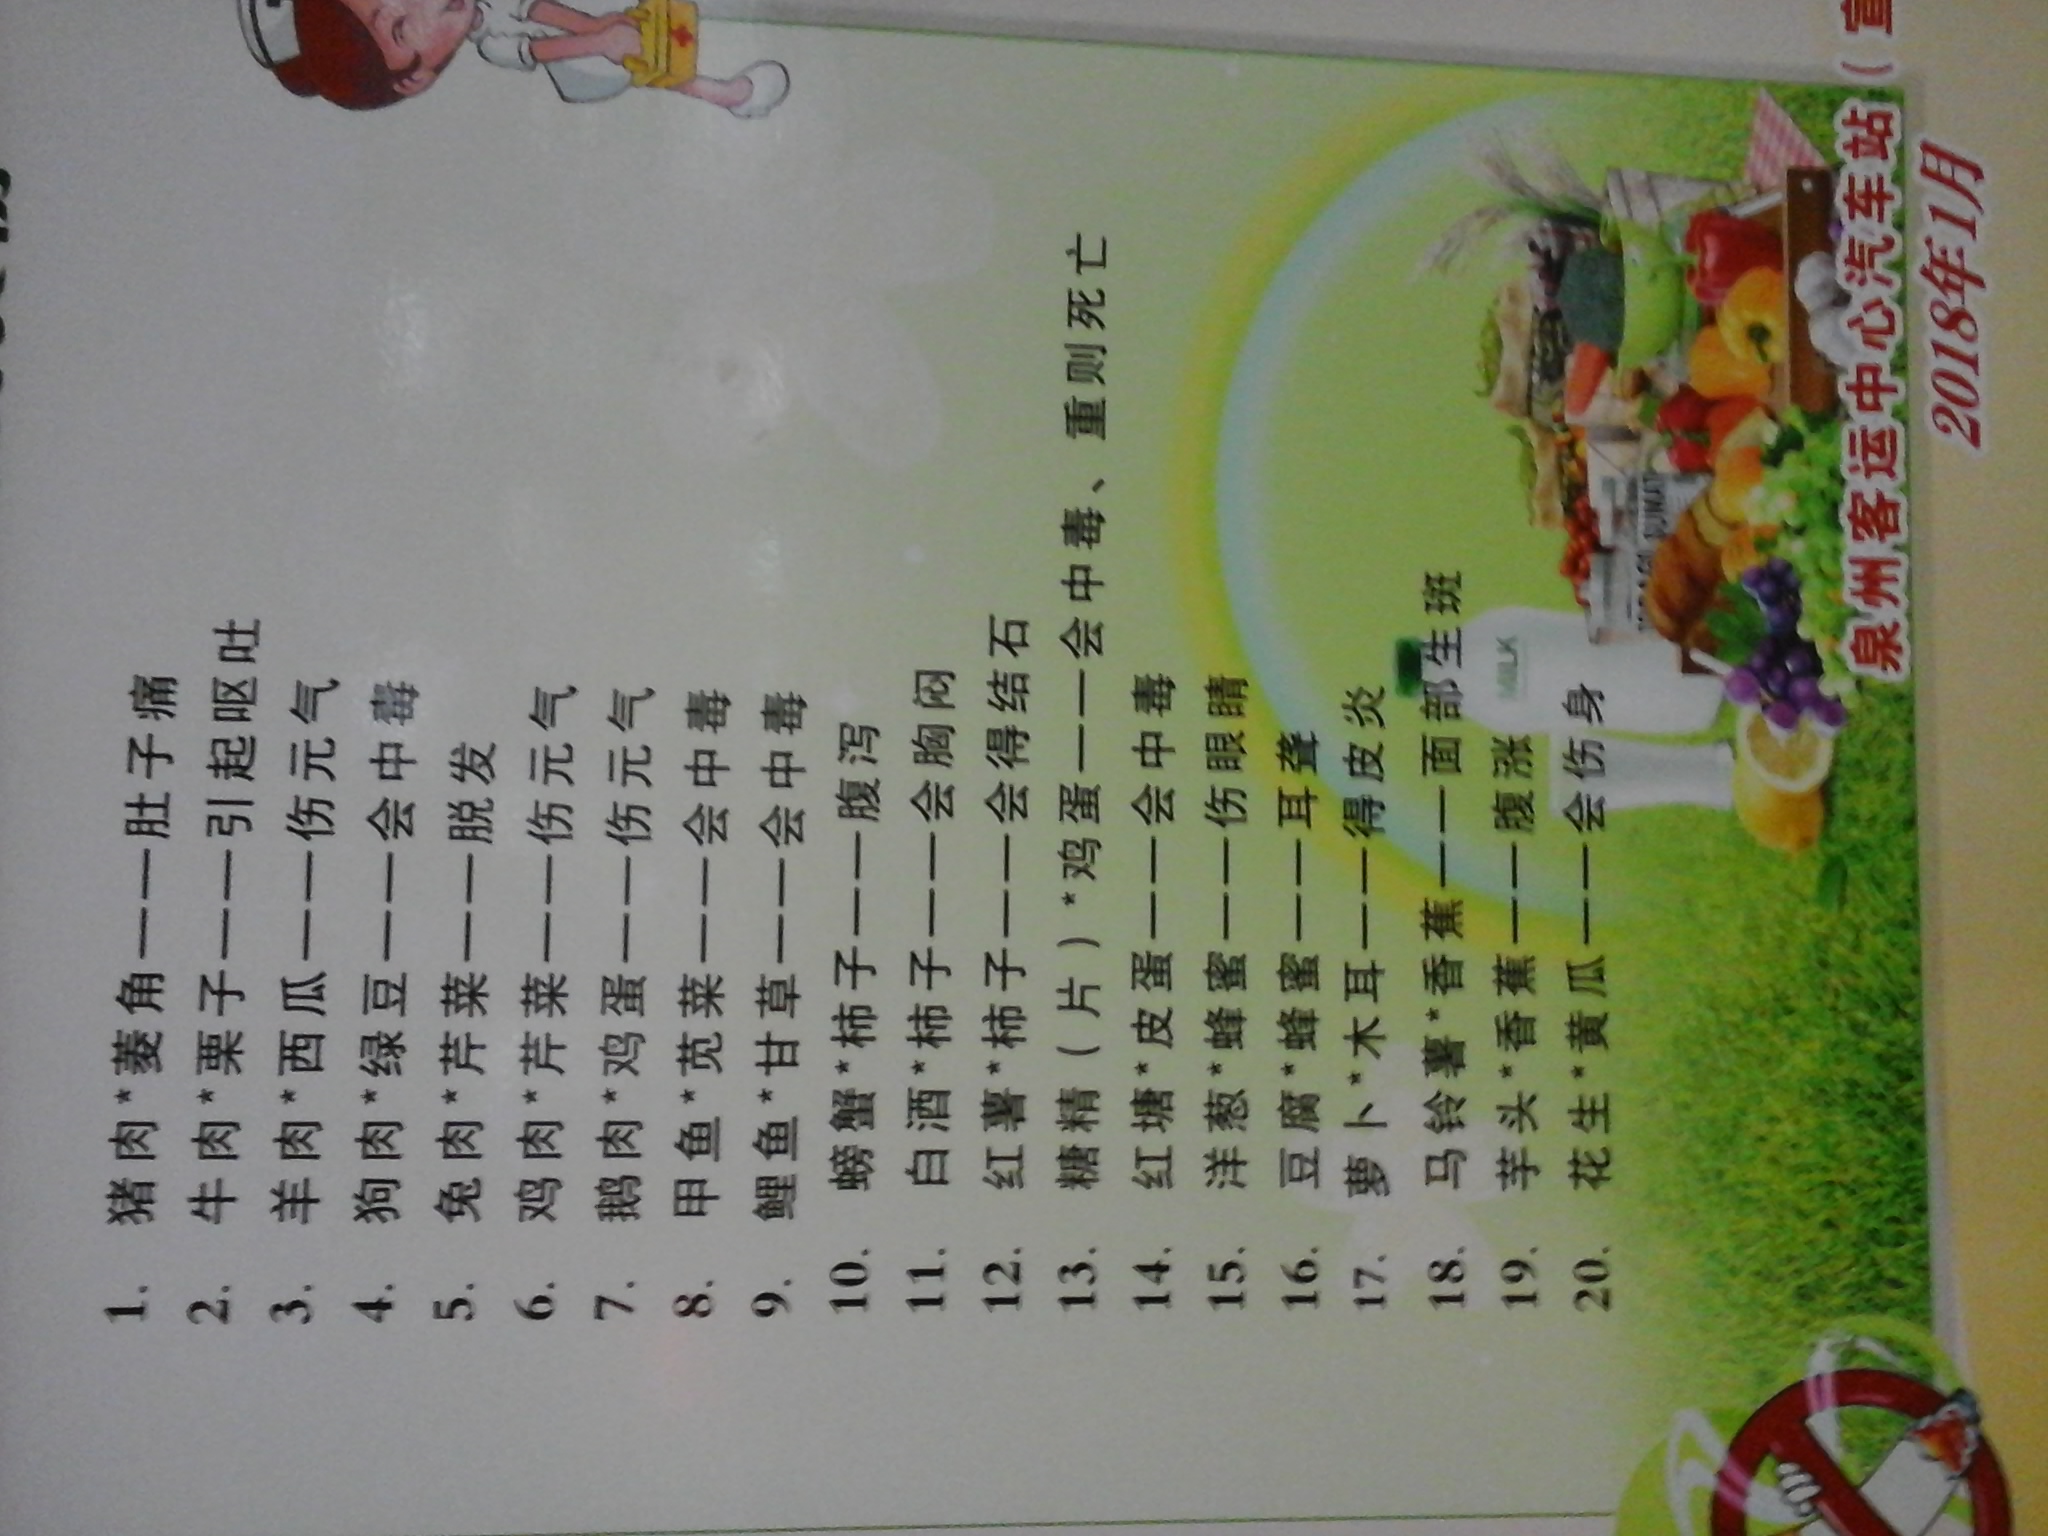 1. 猪肉*菱角——肚子痛
2. 牛肉*栗子——引起呕吐
3. 羊肉*西瓜——伤元气
4. 狗肉*绿豆——会中毒
5. 兔肉*芹菜——脱发
6. 鸡肉*芹菜——伤元气
7. 鹅肉*鸡蛋——伤元气
8. 甲鱼*苋菜——会中毒
9. 鲤鱼*甘草——会中毒
10. 螃蟹*柿子——腹泻
11. 白酒*柿子——会胸闷
12. 红薯*柿子——会得结石
13. 糖精(片)*鸡蛋——会中毒、重则死亡
14. 红塘*皮蛋——会中毒
15. 洋葱*蜂蜜——伤眼睛
16. 豆腐*蜂蜜——耳聋
17. 萝卜*木耳——得皮炎
18. 马铃薯*香蕉——面部生斑
19. 芋头*香蕉——腹涨
20. 花生*黄瓜——会伤身
MILK
SUMAT
泉州客运中心汽车站(宣
2018年1月